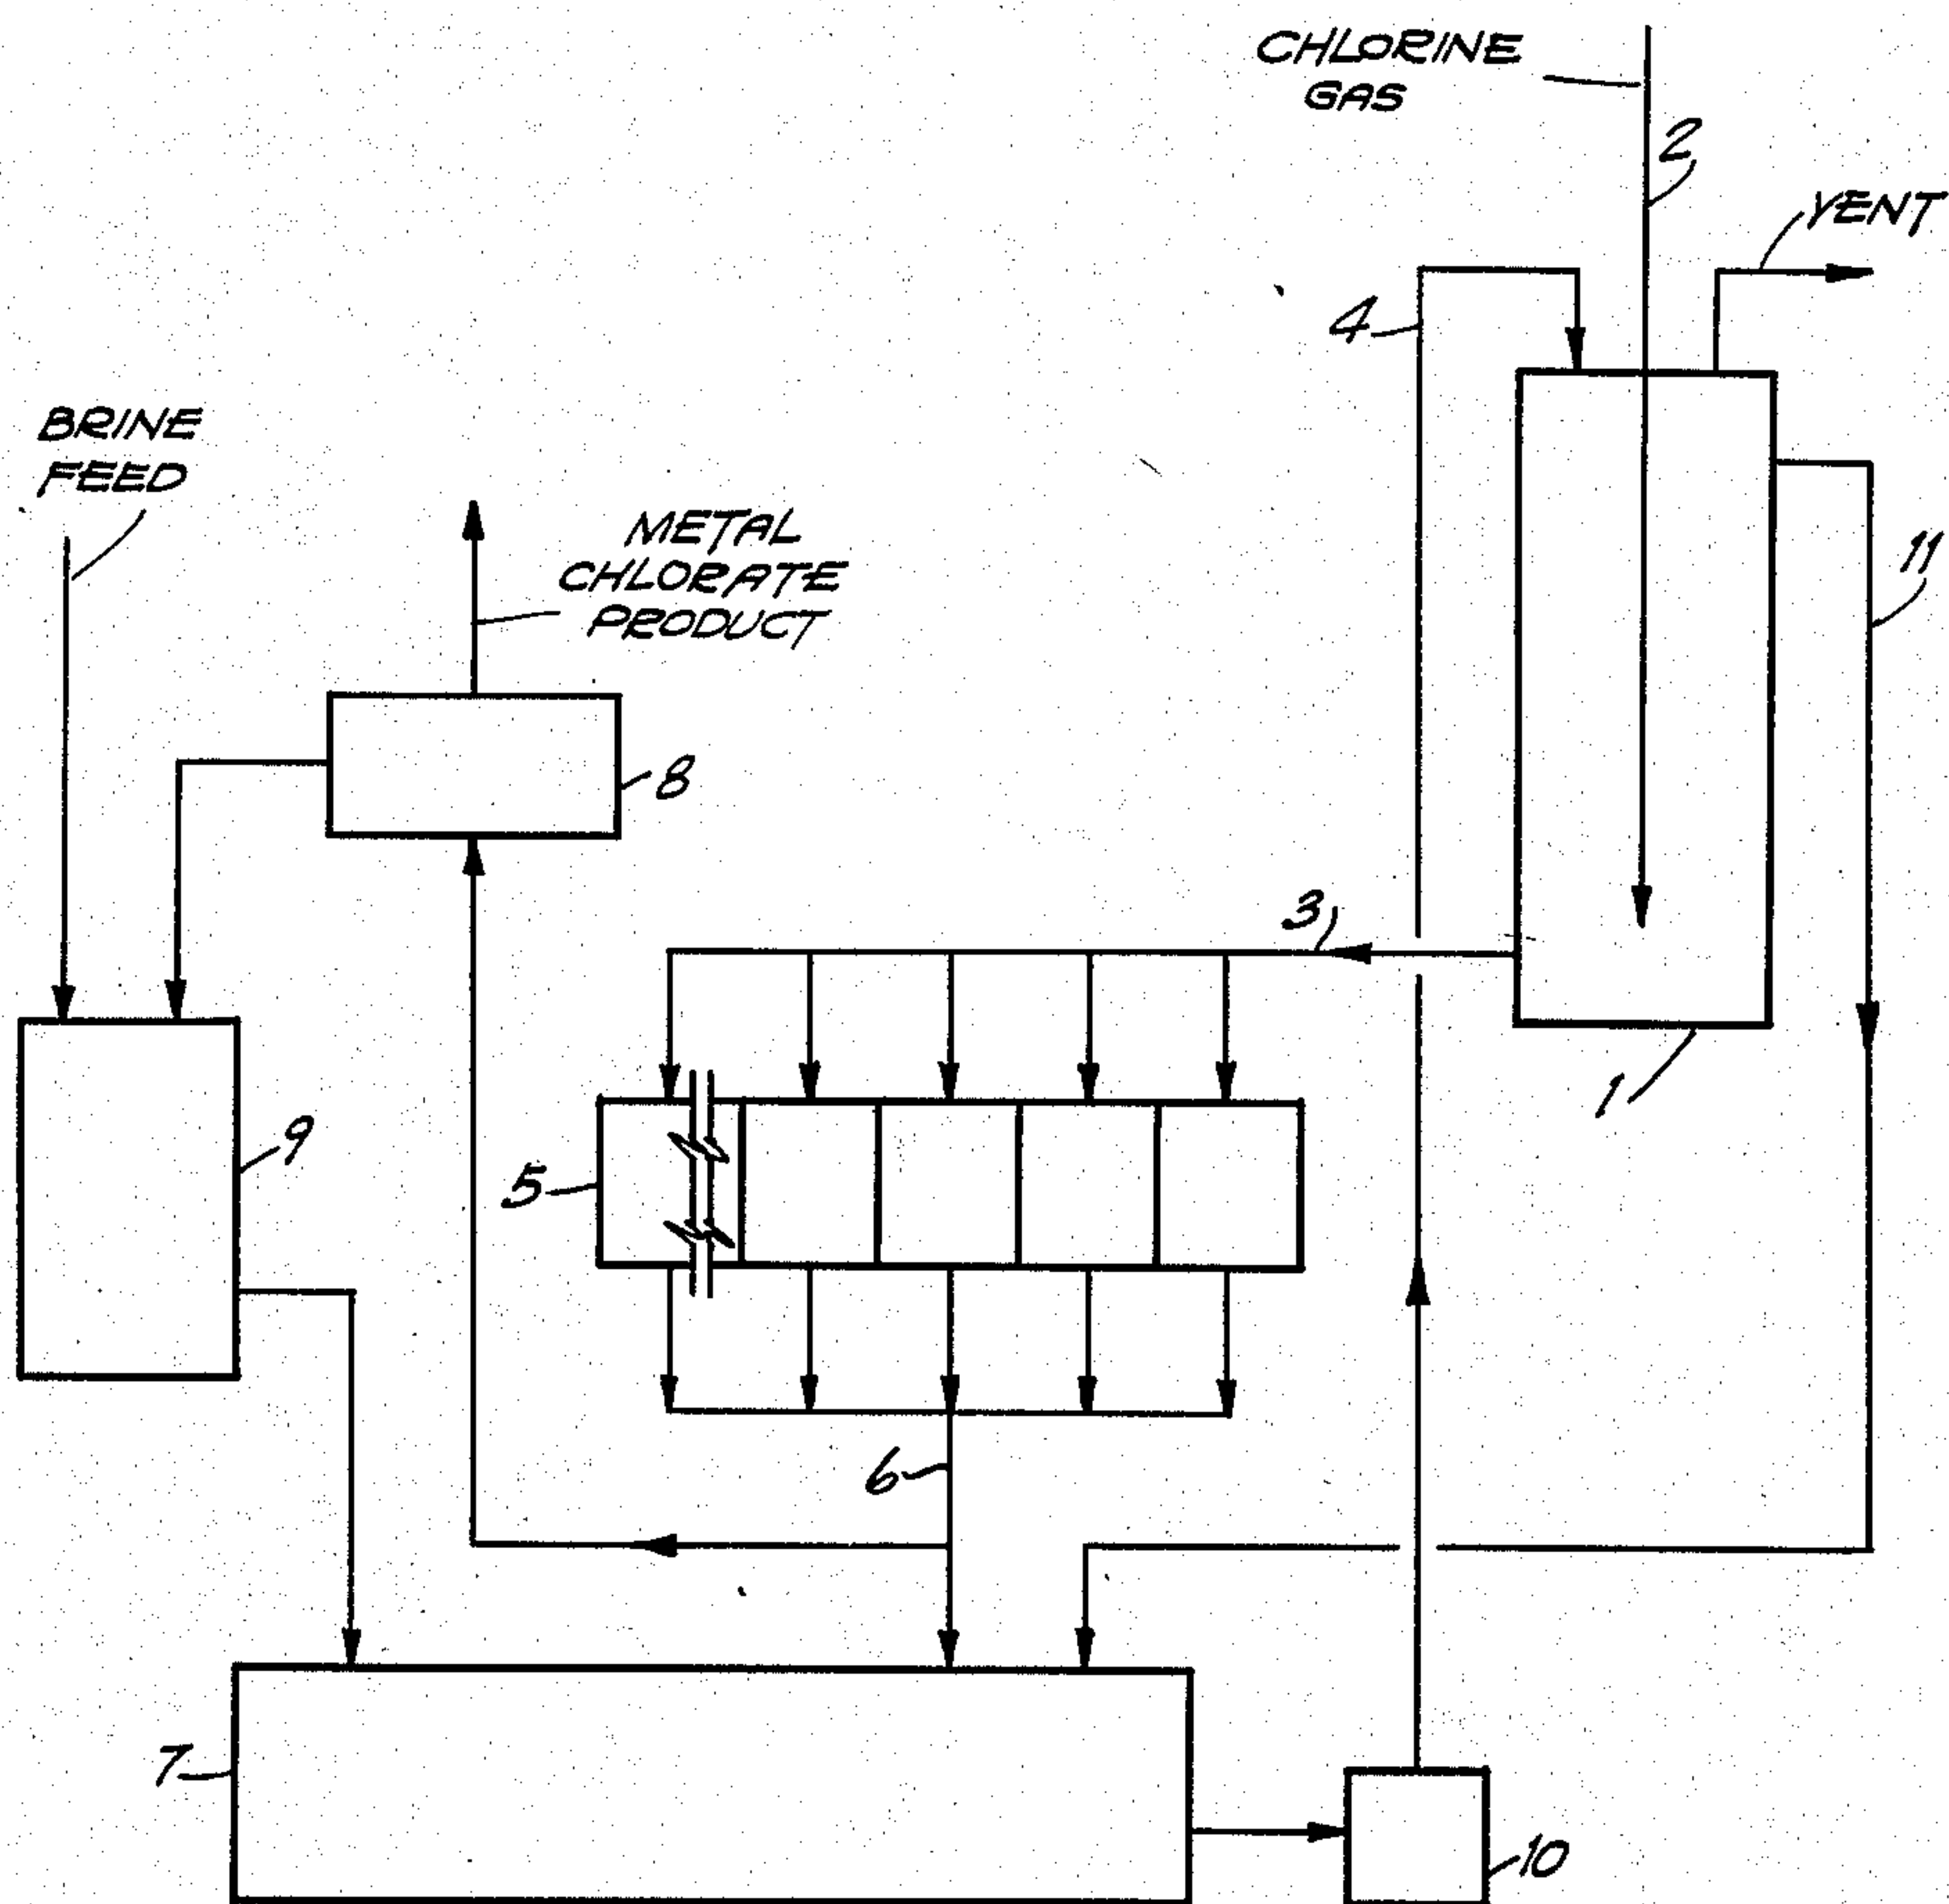 CHLORINE
GAS
2
VENT
4
BRINE
FEED
METAL
CHLORATE
PRODUCT
11
8
3
1
9
5
6
7
10